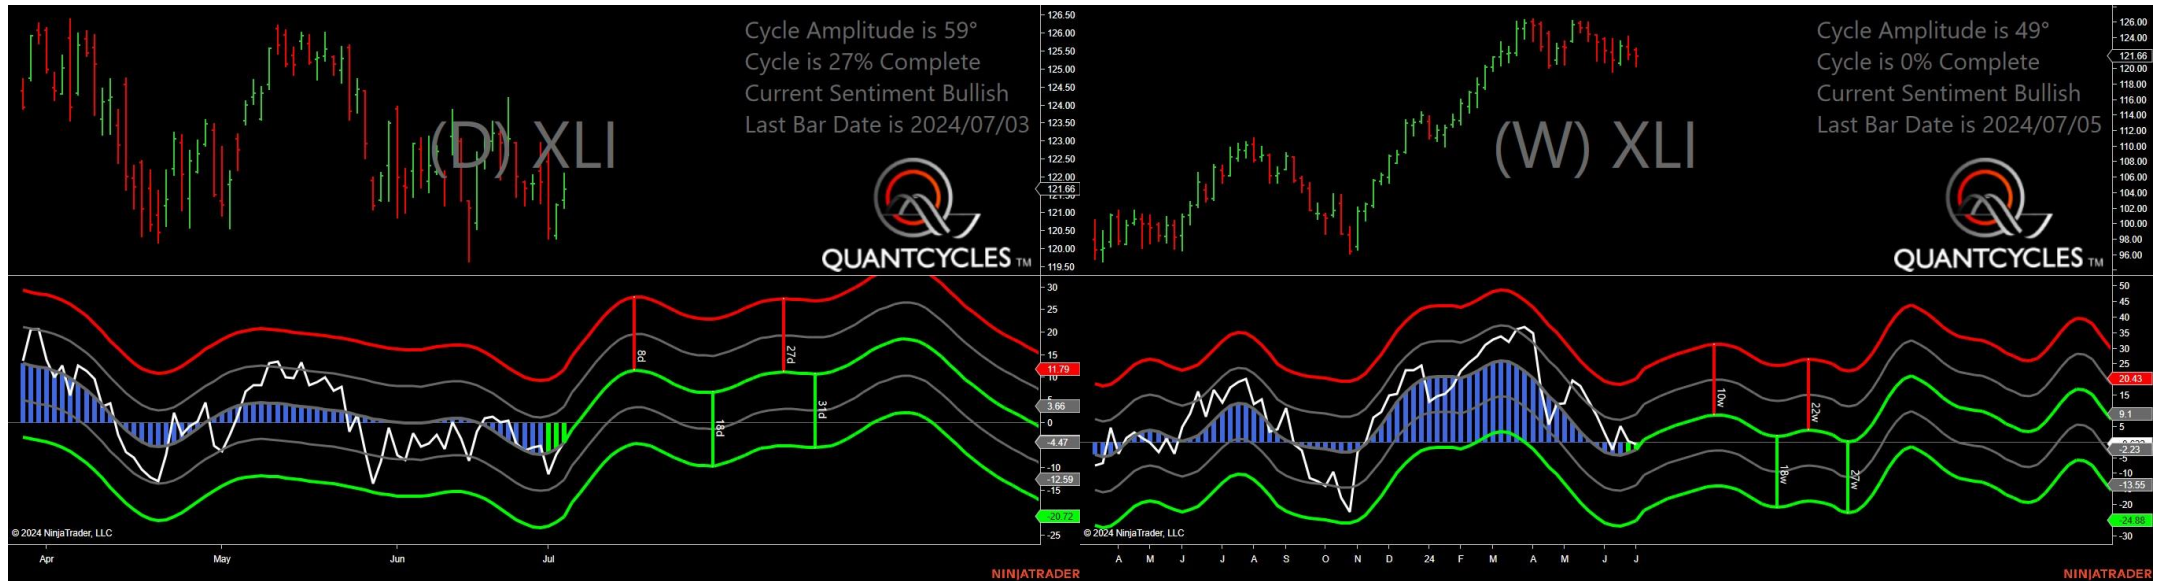 Cycle Amplitude is 59°
Cycle is 27% Complete
Current Sentiment Bullish
Last Bar Date is 2024/07/03
(D) XLI
QUANTCYCLES TM
126.50
126.00
125.50
125.00
124.50
124.00
123.50
123.00
122.50
122.00
121.66
121.00
120.50
120.00
119.50
30
25
20
15
11.79
10
5
3.66
0
-4.47
-10
-12.59
-15
-20.72
-25
8d
18d
27d
31d
© 2024 NinjaTrader, LLC
Apr
May
Jun
Jul
NINJATRADER
Cycle Amplitude is 49°
Cycle is 0% Complete
Current Sentiment Bullish
Last Bar Date is 2024/07/05
(W) XLI
QUANTCYCLES TM
126.00
124.00
121.66
120.00
118.00
116.00
114.00
112.00
110.00
108.00
106.00
104.00
102.00
100.00
98.00
96.00
50
45
40
35
30
25
20.43
15
9.1
5
-2.23
-5
-10
-13.55
-20
-24.88
-30
10w
18w
22w
27w
© 2024 NinjaTrader, LLC
A M J J A S O N D 24 F M A M J J
NINJATRADER